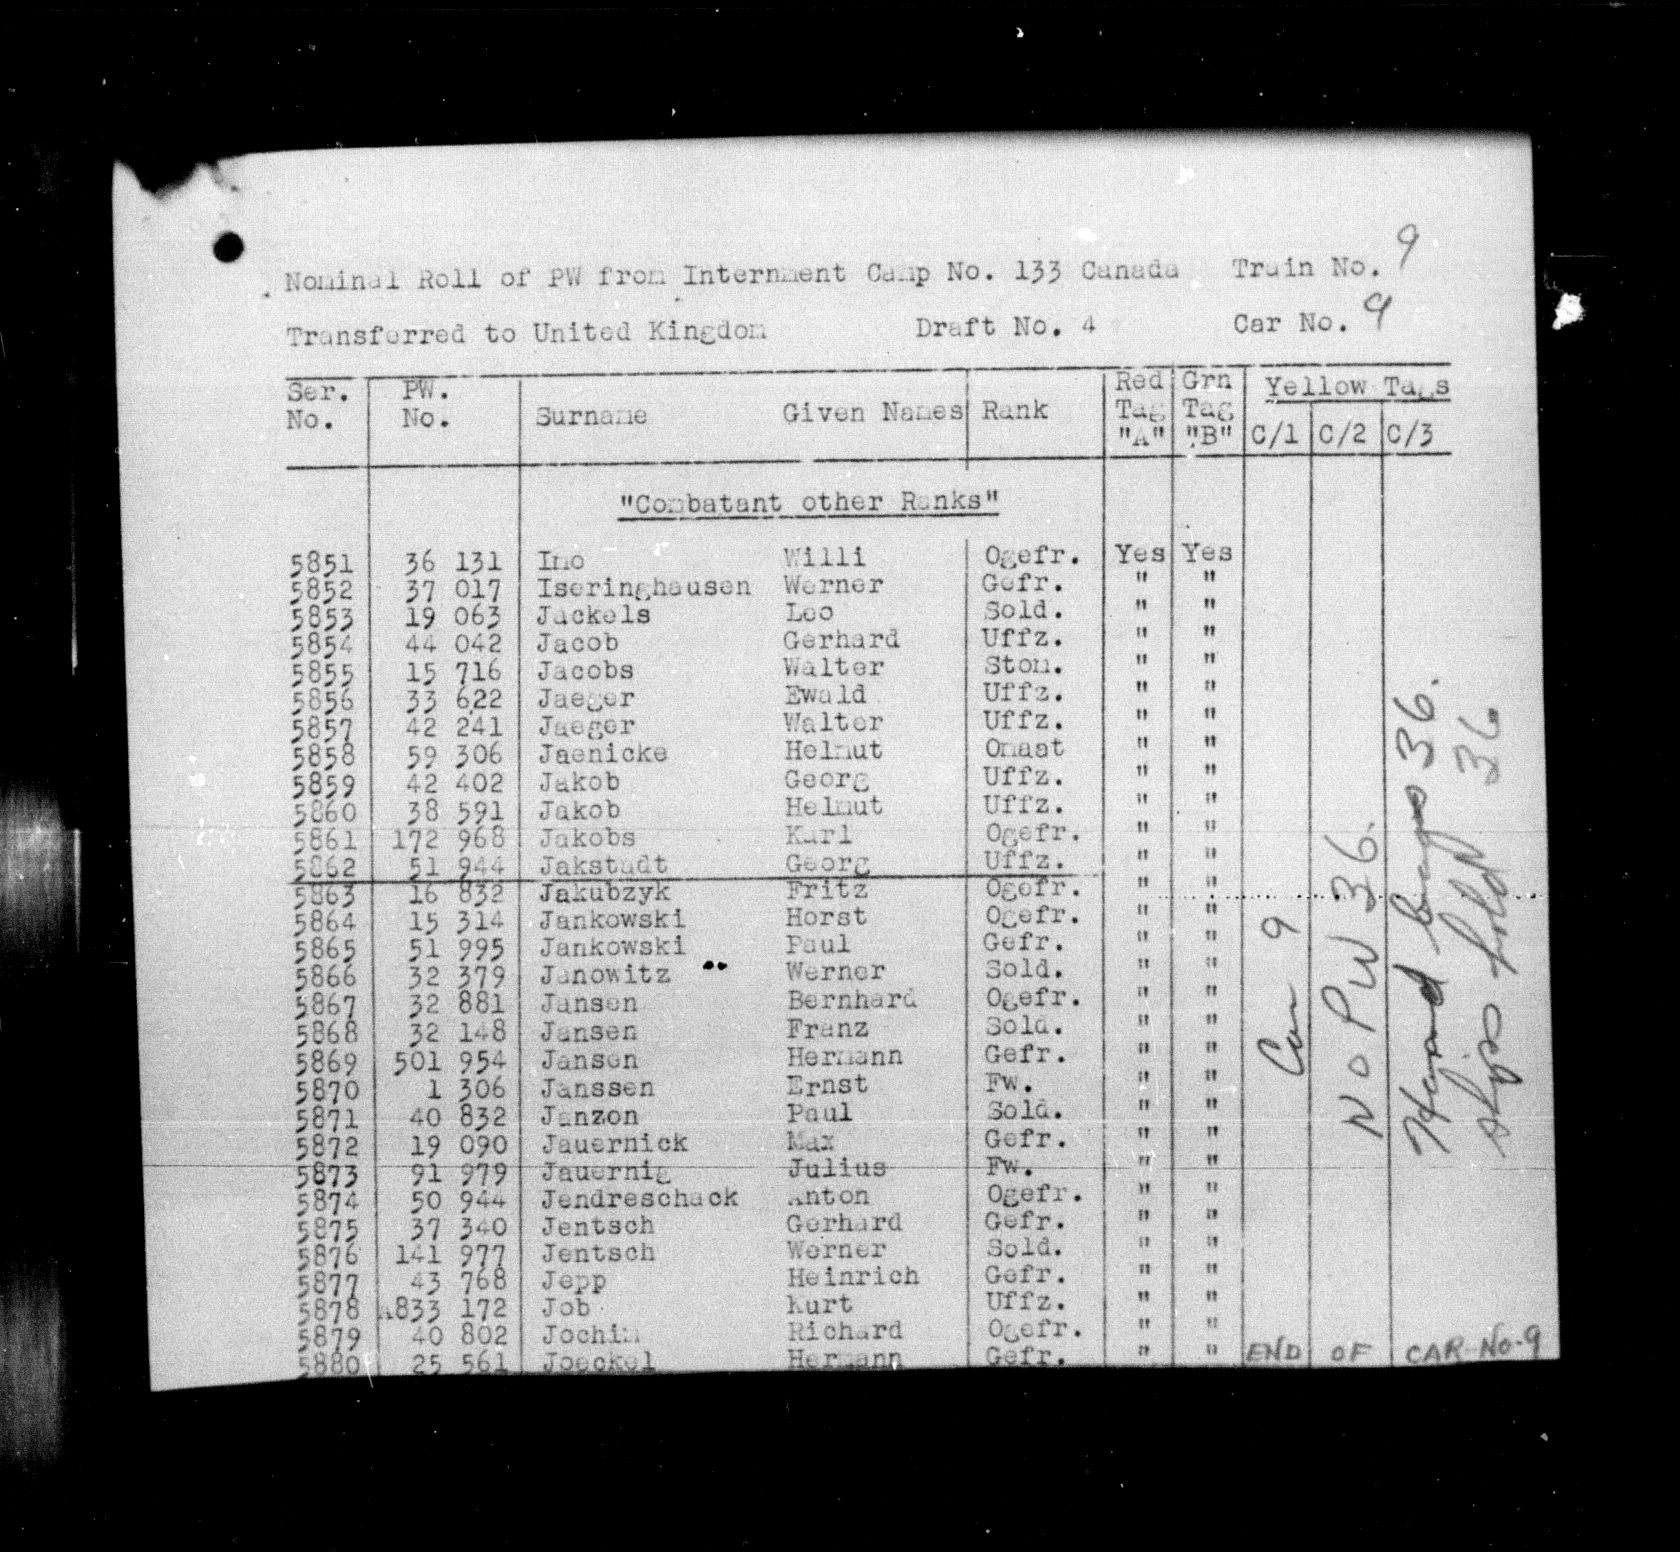 Nominal Roll of PW from Internment Camp No. 133 Canada Train No. 9
Transferred to United Kingdom Draft No. 4 Car No. 9
Ser. No. PW. No. Surname Given Names Rank Red Tag "A" Grn Tag "B" Yellow Tags C/1 C/2 C/3
"Combatant other Ranks"
5851 36 131 Imo Willi Ogefr. Yes Yes
5852 37 017 Iseringhausen Werner Gefr. " "
5853 19 063 Jackels Leo Sold. " "
5854 44 042 Jacob Gerhard Uffz. " "
5855 15 716 Jacobs Walter Stom. " "
5856 33 622 Jaeger Ewald Uffz. " "
5857 42 241 Jaeger Walter Uffz. " "
5858 59 306 Jaenicke Helmut Omast " "
5859 42 402 Jakob Georg Uffz. " "
5860 38 591 Jakob Helmut Uffz. " "
5861 172 968 Jakobs Karl Ogefr. " "
5862 51 944 Jakstadt Georg Uffz. " "
5863 16 832 Jakubzyk Fritz Ogefr. " "
5864 15 314 Jankowski Horst Ogefr. " "
5865 51 995 Jankowski Paul Gefr. " "
5866 32 379 Janowitz Werner Sold. " "
5867 32 881 Jansen Bernhard Ogefr. " "
5868 32 148 Jansen Franz Sold. " "
5869 501 954 Jansen Hermann Gefr. " "
5870 1 306 Janssen Ernst Fw. " "
5871 40 832 Janzon Paul Sold. " "
5872 19 090 Jauernick Max Gefr. " "
5873 91 979 Jauernig Julius Fw. " "
5874 50 944 Jendreschack Anton Ogefr. " "
5875 37 340 Jentsch Gerhard Gefr. " "
5876 141 977 Jentsch Werner Sold. " "
5877 43 768 Jepp Heinrich Gefr. " "
5878 A833 172 Job Kurt Uffz. " "
5879 40 802 Jochim Richard Ogefr. " "
5880 25 561 Joeckel Hermann Gefr. " " END OF CAR-No-9
Car 9
No PW 36.
Hand bags 36.
slips fold 36